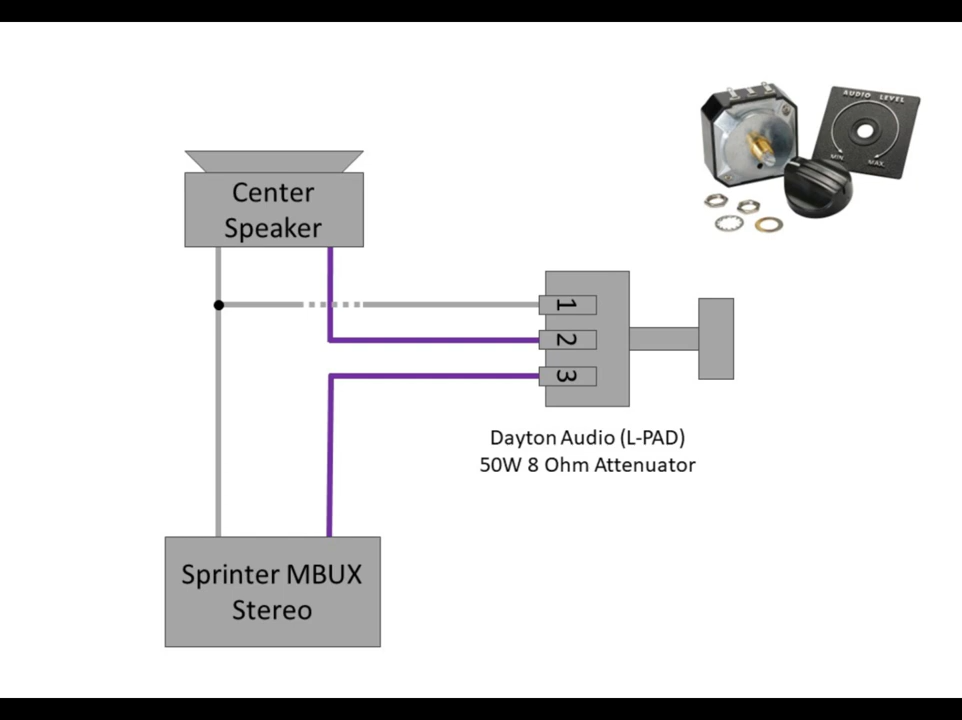 AUDIO LEVEL
MIN.
MAX.
Center
Speaker
1
2
3
Dayton Audio (L-PAD)
50W 8 Ohm Attenuator
Sprinter MBUX
Stereo